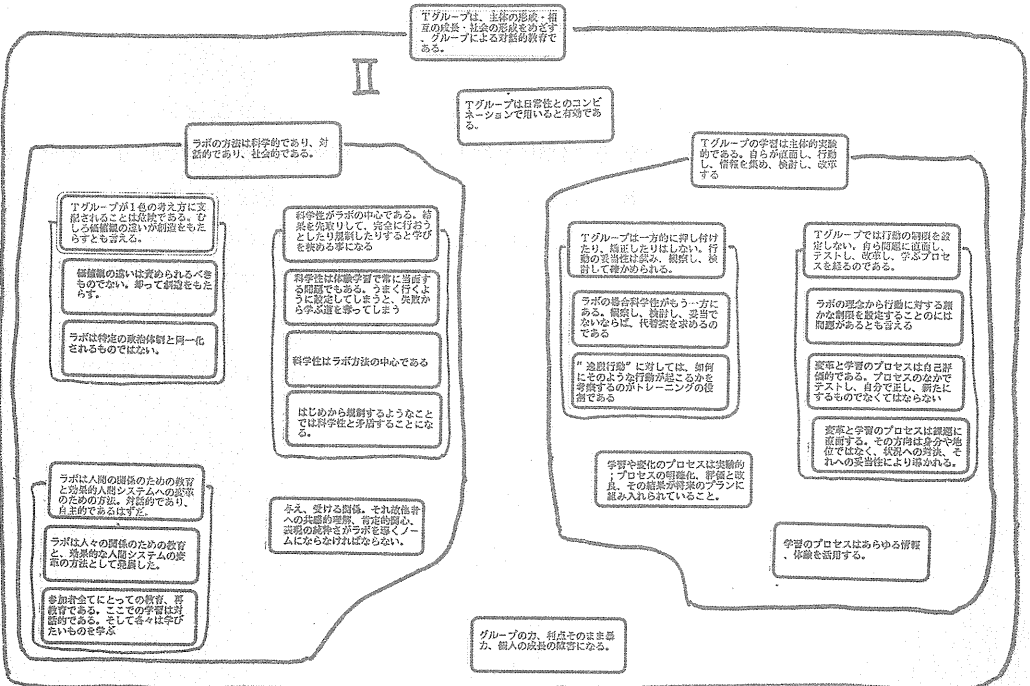 Tグループは、主体の形成・相
互の成長・社会の形成をめざす
、グループによる対話的教育で
ある。
II
Tグループは日常性とのコンビ
ネーションで用いると有効であ
る。
ラボの方法は科学的であり、対
話的であり、社会的である。
Tグループが1色の考え方に支
配されることは危険である。む
しろ価値観の違いが創造をもた
らすとも言える。
価値観の違いは責められるべき
ものでない。却って創造をもた
らす。
ラボは特定の政治体制と同一化
されるものではない。
科学性がラボの中心である。結
果を先取りして、完全に行おう
としたり規制したりすると学び
を狭める事になる
科学性は体験学習で常に当面す
る問題でもある。うまく行くよ
うに設定してしまうと、失敗か
ら学ぶ道を奪ってしまう
科学性はラボ方法の中心である
はじめから規制するようなこと
では科学性と矛盾することにな
る。
ラボは人間の関係のための教育
と効果的人間システムへの変革
のための方法。対話的であり、
自主的であるはずだ。
ラボは人々の関係のための教育
と、効果的な人間システムの変
革の方法として発展した。
参加者全てにとっての教育、再
教育である。ここでの学習は対
話的である。そして各々は学び
たいものを学ぶ
与え、受ける関係。それ故他者
への共感的理解、肯定的関心、
表現の純粋さがラボを導くノー
ムにならなければならない。
Tグループの学習は主体的実験
的である。自らが直面し、行動
し、情報を集め、検討し、改革
する
Tグループは一方的に押し付け
たり、矯正したりはしない。行
動の妥当性は試み、観察し、検
討して確かめられる。
ラボの場合科学性がもう一方に
ある。観察し、検討し、妥当で
ないならば、代替案を求めるの
である
"逸脱行動"に対しては、如何
にそのような行動が起こるかを
考察するのがトレーニングの役
割である
Tグループでは行動の制限を設
定しない。自ら問題に直面し、
テストし、改革し、学ぶプロセ
スを経るのである。
ラボの理念から行動に対する細
かな制限を設定することのには
問題があるとも言える
変革と学習のプロセスは自己評
価的である。プロセスのなかで
テストし、自分で正し、新たに
するものでなくてはならない
変革と学習のプロセスは課題に
直面する。その方向は身分や地
位ではなく、状況への対決、そ
れへの妥当性により導かれる。
学習や変化のプロセスは実験的
；プロセスの明確化、評価と改
良、その結果が将来のプランに
組み入れられていること。
学習のプロセスはあらゆる情報
、体験を活用する。
グループの力、利点そのまま暴
力、個人の成長の障害になる。